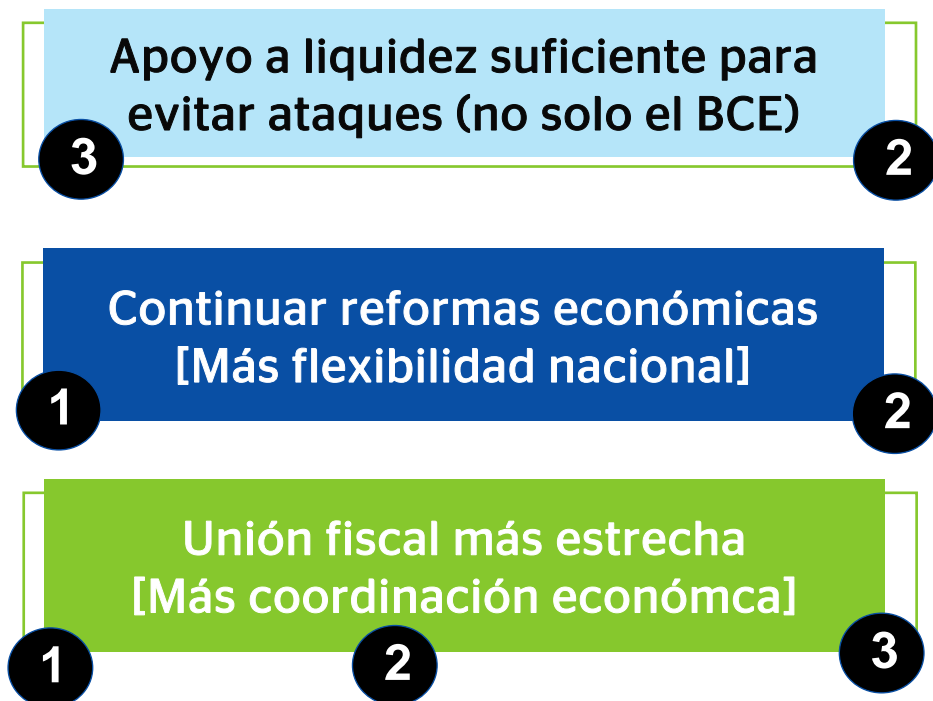 Apoyo a liquidez suficiente para
evitar ataques (no solo el BCE)
3
2
Continuar reformas económicas
[Más flexibilidad nacional]
1
2
Unión fiscal más estrecha
[Más coordinación económca]
1
2
3